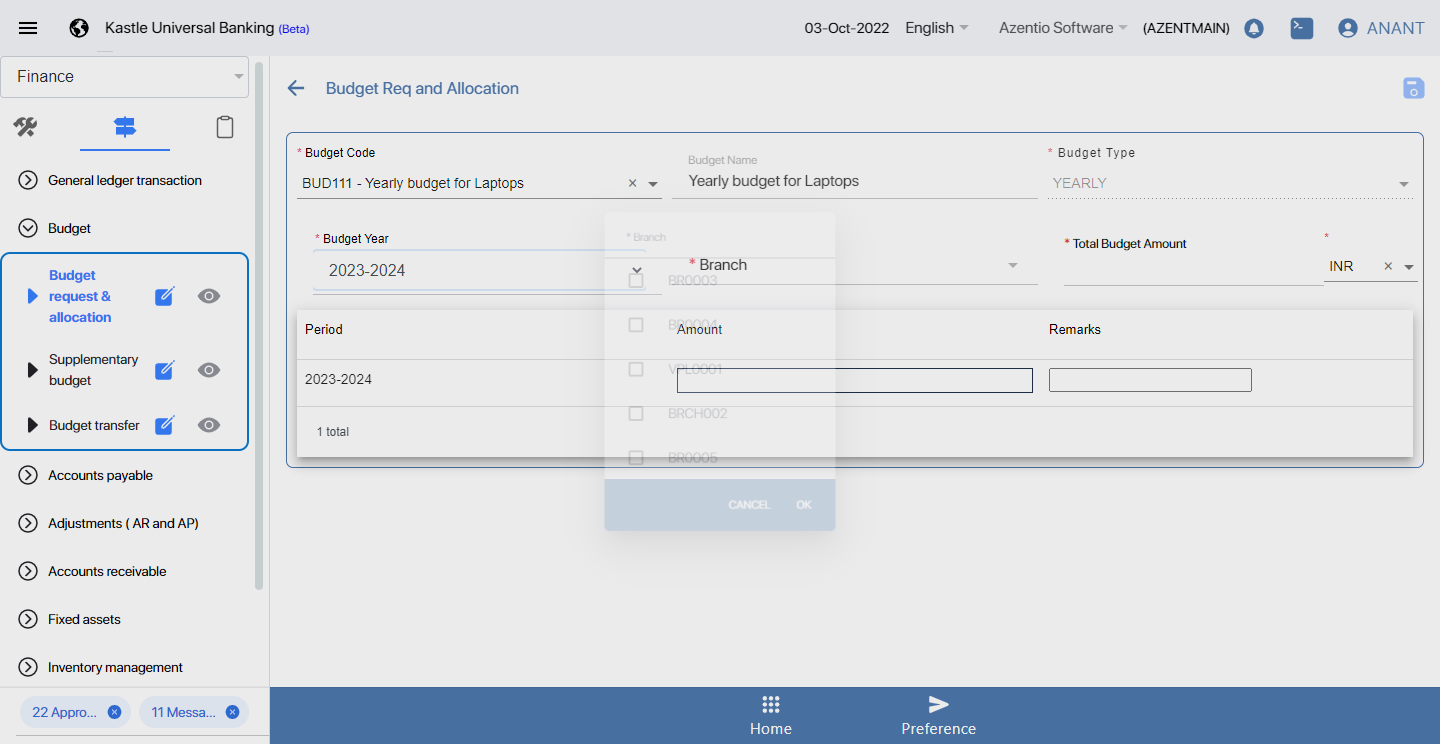 Kastle Universal Banking (Beta)
03-Oct-2022
English
Azentio Software
(AZENTMAIN)
ANANT
Finance
Budget Req and Allocation
General ledger transaction
Budget
Budget
request &
allocation
Supplementary
budget
Budget transfer
Accounts payable
Adjustments ( AR and AP)
Accounts receivable
Fixed assets
Inventory management
22 Appro...
11 Messa...
* Budget Code
BUD111 - Yearly budget for Laptops
Budget Name
Yearly budget for Laptops
* Budget Type
YEARLY
* Budget Year
2023-2024
* Branch
* Total Budget Amount
*
INR
Period
Amount
Remarks
2023-2024
1 total
* Branch
BR0003
BR0004
VPL0001
BRCH002
BR0005
CANCEL
OK
Home
Preference